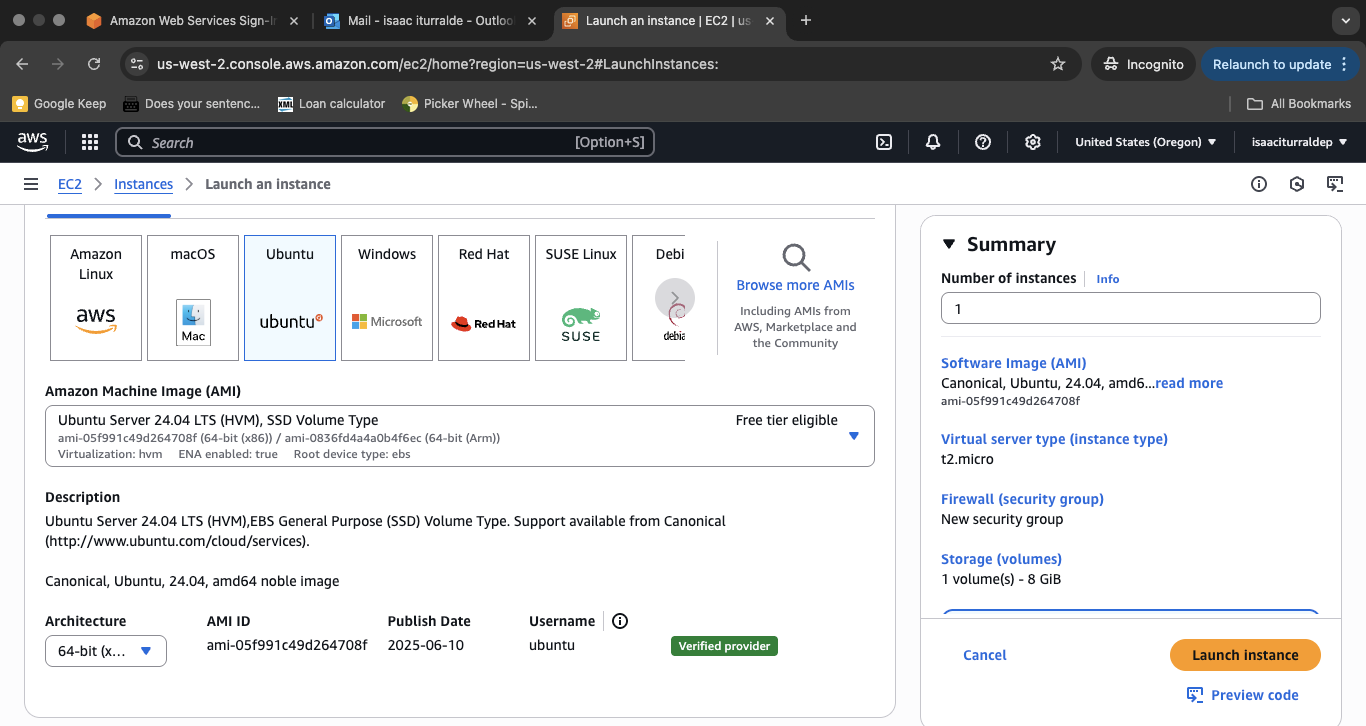 Amazon Web Services Sign-In
Mail - isaac iturralde - Outloo
Launch an instance | EC2 | us
us-west-2.console.aws.amazon.com/ec2/home?region=us-west-2#LaunchInstances:
Incognito
Relaunch to update
Google Keep
Does your sentenc...
XML
Loan calculator
Picker Wheel - Spi...
All Bookmarks
aws
Search
[Option+S]
United States (Oregon)
isaaciturraldep
EC2
Instances
Launch an instance
Amazon Linux
aws
macOS
Mac
Ubuntu
ubuntu
Windows
Microsoft
Red Hat
Red Hat
SUSE Linux
SUSE
Debi
debia
Browse more AMIs
Including AMIs from
AWS, Marketplace and
the Community
Amazon Machine Image (AMI)
Ubuntu Server 24.04 LTS (HVM), SSD Volume Type
Free tier eligible
ami-05f991c49d264708f (64-bit (x86)) / ami-0836fd4a4a0b4f6ec (64-bit (Arm))
Virtualization: hvm ENA enabled: true Root device type: ebs
Description
Ubuntu Server 24.04 LTS (HVM),EBS General Purpose (SSD) Volume Type. Support available from Canonical
(http://www.ubuntu.com/cloud/services).
Canonical, Ubuntu, 24.04, amd64 noble image
Architecture
64-bit (x...
AMI ID
ami-05f991c49d264708f
Publish Date
2025-06-10
Username
ubuntu
Verified provider
Summary
Number of instances
Info
1
Software Image (AMI)
Canonical, Ubuntu, 24.04, amd6...read more
ami-05f991c49d264708f
Virtual server type (instance type)
t2.micro
Firewall (security group)
New security group
Storage (volumes)
1 volume(s) - 8 GiB
Cancel
Launch instance
Preview code